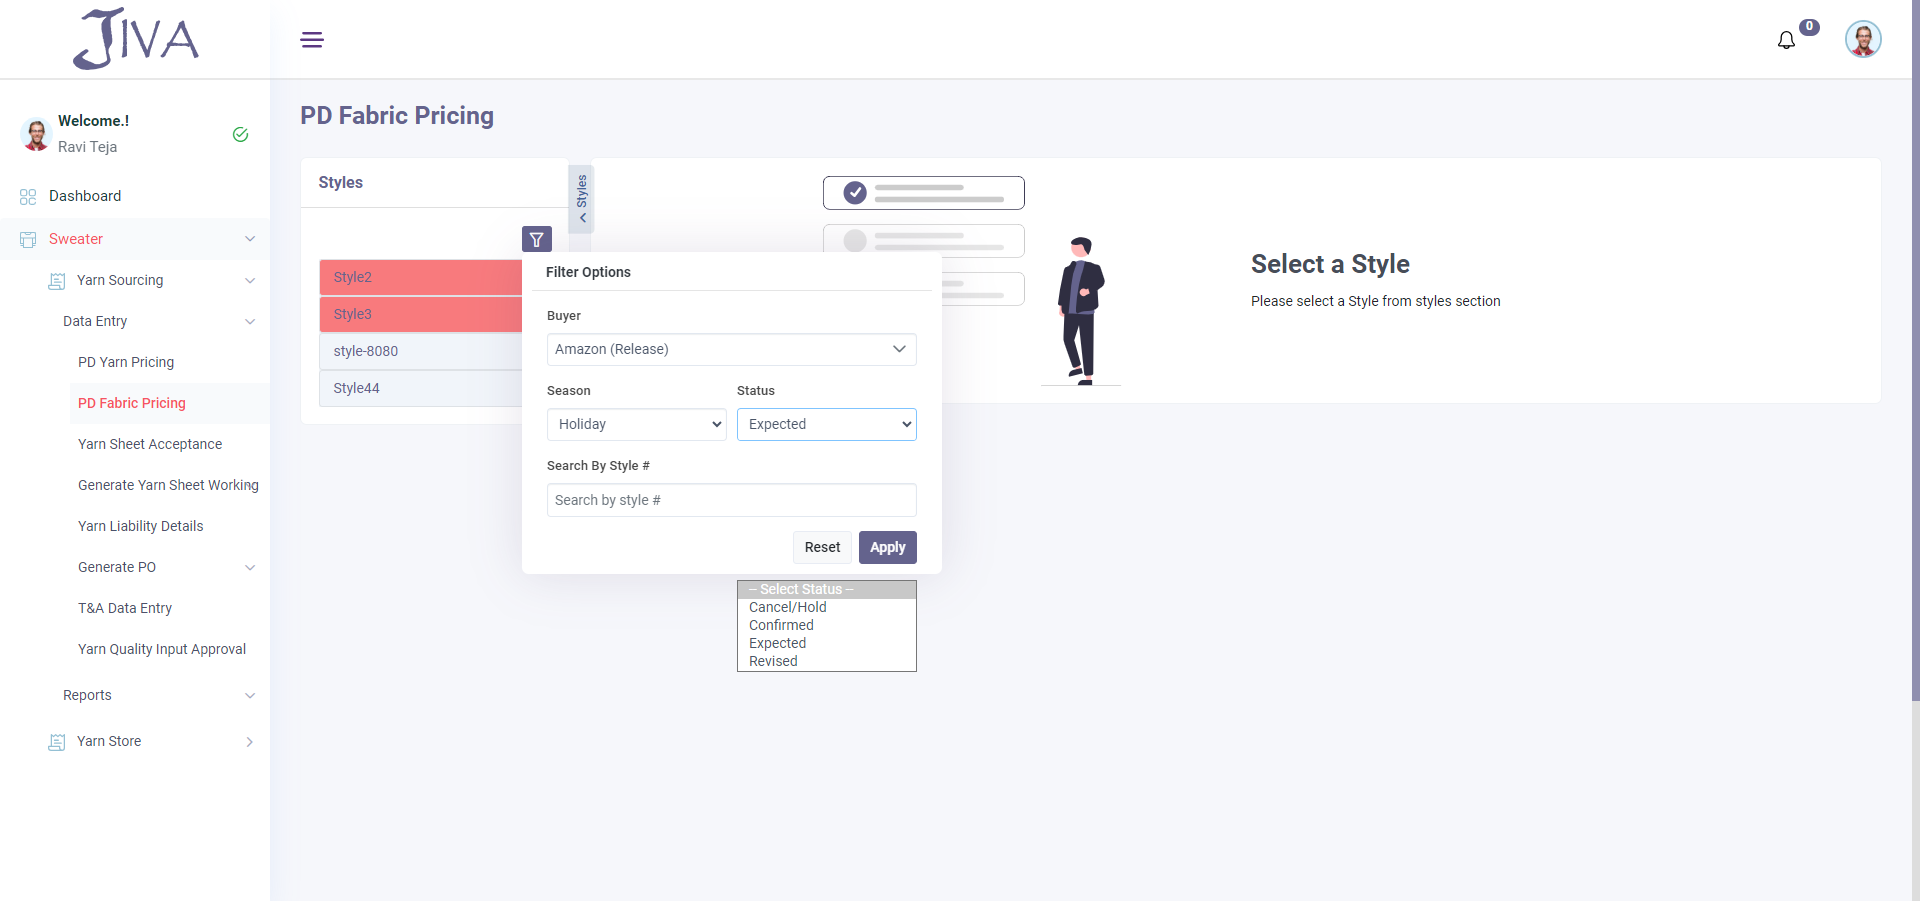 JIVA
0
Welcome.!
Ravi Teja
Dashboard
Sweater
Yarn Sourcing
Data Entry
PD Yarn Pricing
PD Fabric Pricing
Yarn Sheet Acceptance
Generate Yarn Sheet Working
Yarn Liability Details
Generate PO
T&A Data Entry
Yarn Quality Input Approval
Reports
Yarn Store
PD Fabric Pricing
Styles
Styles
Style2
Style3
style-8080
Style44
Filter Options
Buyer
Amazon (Release)
Season
Status
Holiday
Expected
Search By Style #
Search by style #
Reset
Apply
-- Select Status --
Cancel/Hold
Confirmed
Expected
Revised
Select a Style
Please select a Style from styles section